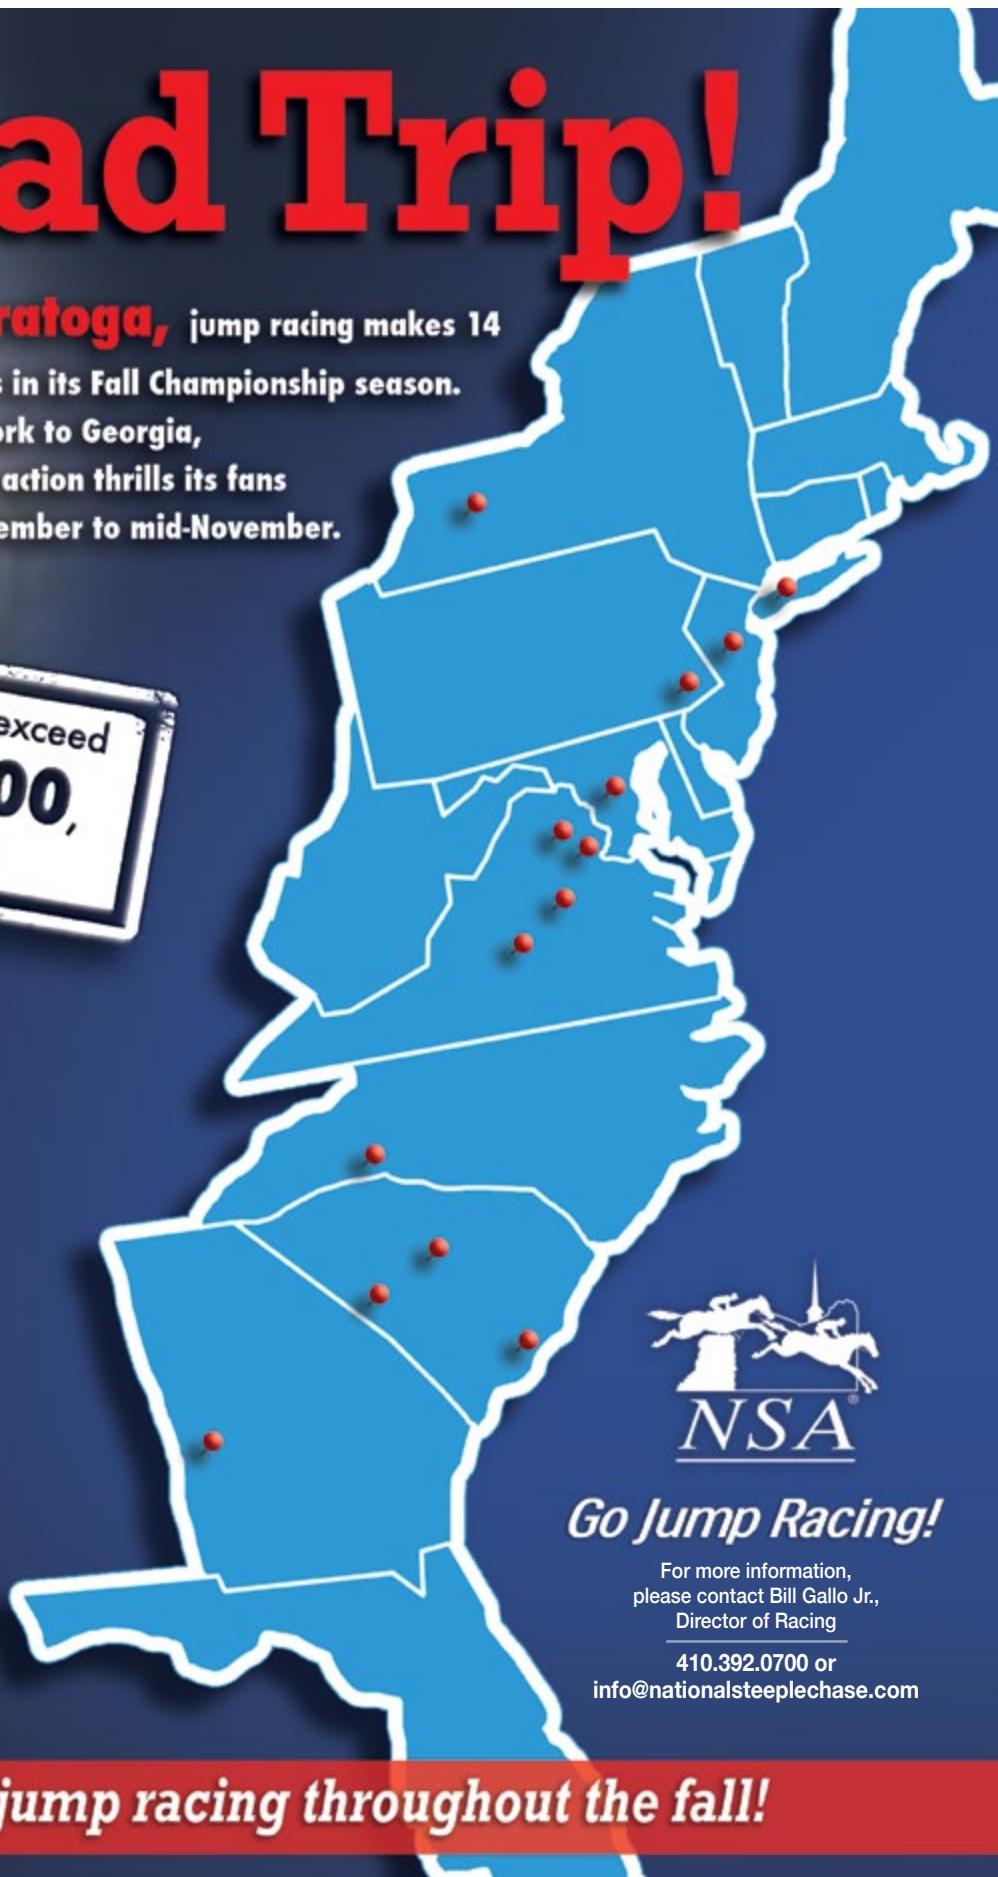 ad Trip!
ratoga, jump racing makes 14
s in its Fall Championship season.
ork to Georgia,
action thrills its fans
ember to mid-November.
exceed
00,
NSA®
Go Jump Racing!
For more information,
please contact Bill Gallo Jr.,
Director of Racing
410.392.0700 or
info@nationalsteeplechase.com
jump racing throughout the fall!